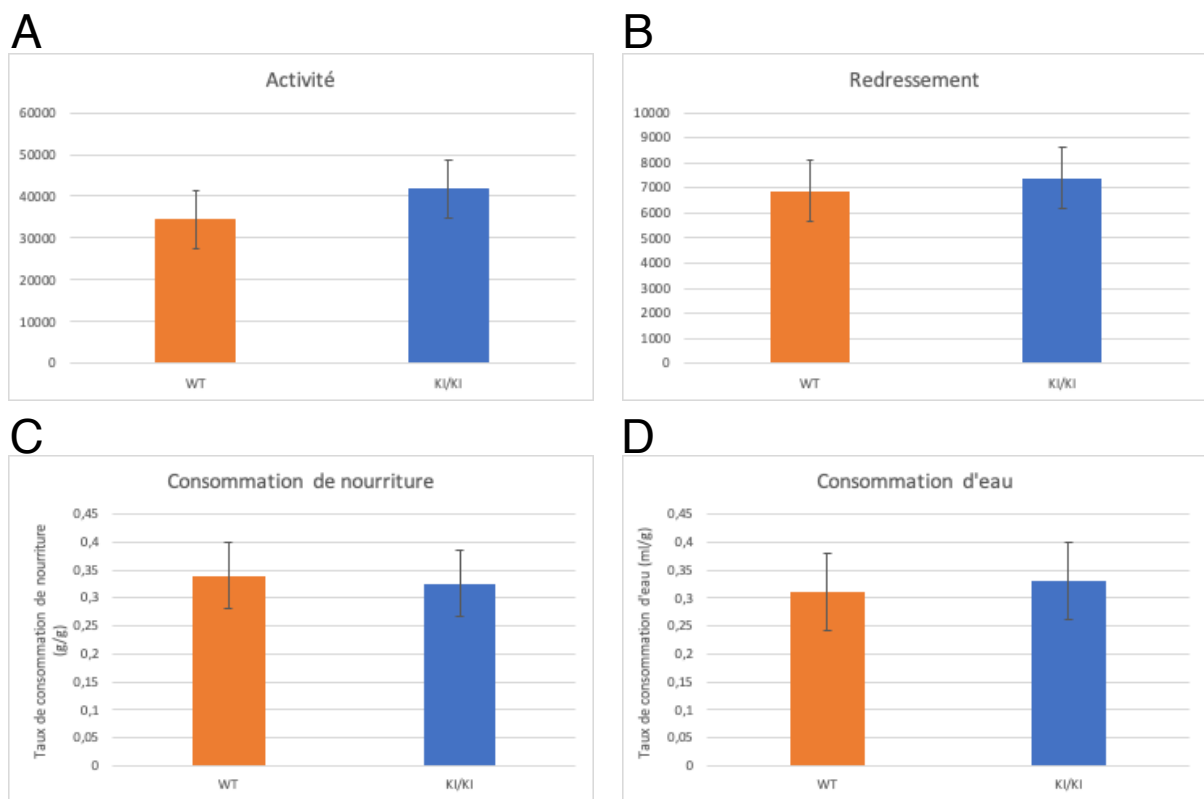 A
Activité
60000
50000
40000
30000
20000
10000
0
WT
KI/KI
B
Redressement
10000
9000
8000
7000
6000
5000
4000
3000
2000
1000
0
WT
KI/KI
C
Consommation de nourriture
Taux de consommation de nourriture
(g/g)
0,45
0,4
0,35
0,3
0,25
0,2
0,15
0,1
0,05
0
WT
KI/KI
D
Consommation d'eau
Taux de consommation d'eau (ml/g)
0,45
0,4
0,35
0,3
0,25
0,2
0,15
0,1
0,05
0
WT
KI/KI